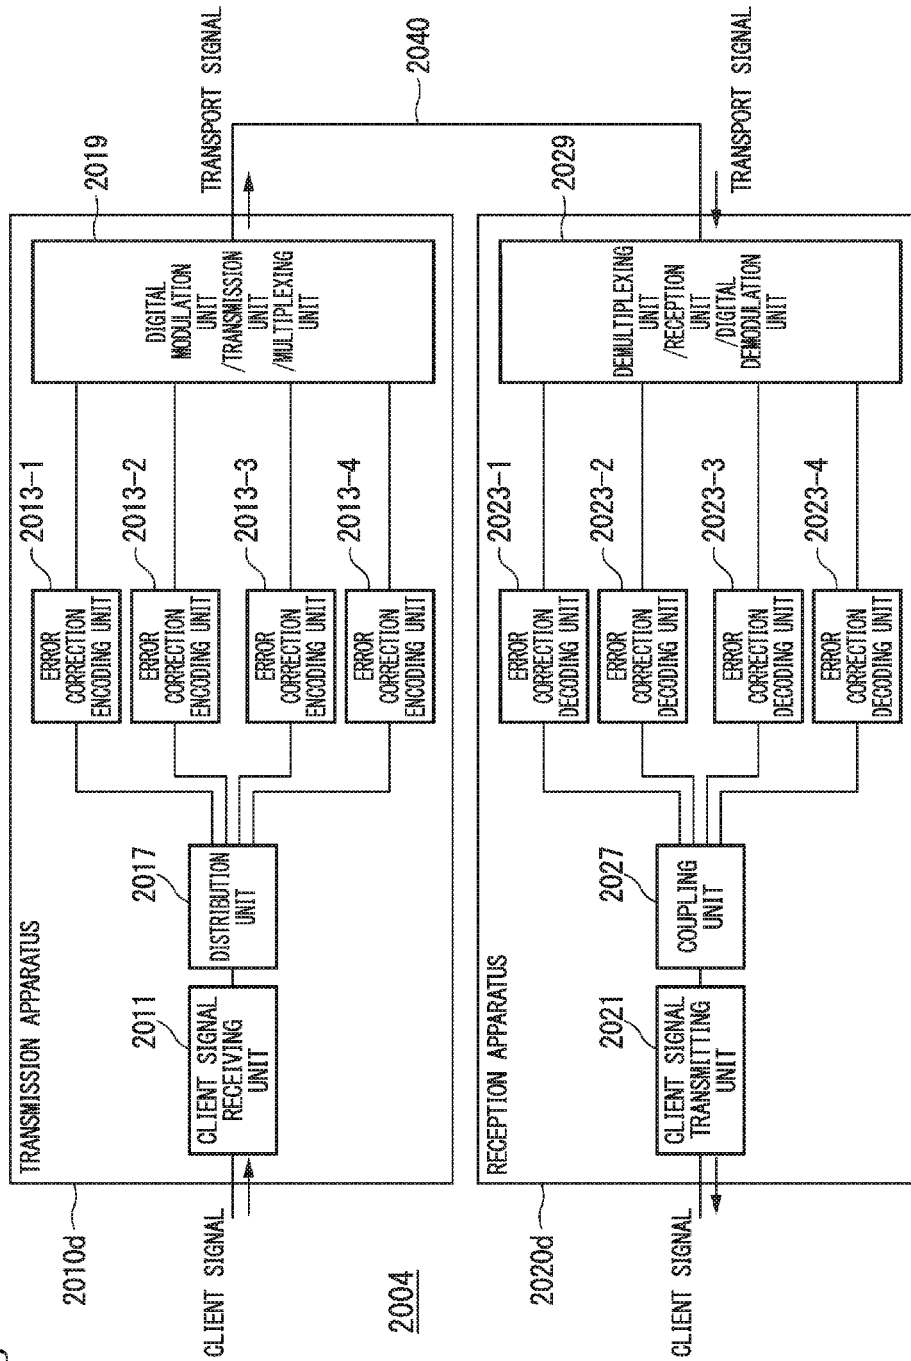 2004
2010d
TRANSMISSION APPARATUS
CLIENT SIGNAL
2011
CLIENT SIGNAL
RECEIVING
UNIT
2017
DISTRIBUTION
UNIT
2013-1
ERROR
CORRECTION
ENCODING UNIT
2013-2
ERROR
CORRECTION
ENCODING UNIT
2013-3
ERROR
CORRECTION
ENCODING UNIT
2013-4
ERROR
CORRECTION
ENCODING UNIT
2019
DIGITAL
MODULATION
UNIT
/TRANSMISSION
UNIT
/MULTIPLEXING
UNIT
TRANSPORT SIGNAL
2040
2020d
RECEPTION APPARATUS
CLIENT SIGNAL
2021
CLIENT SIGNAL
TRANSMITTING
UNIT
2027
COUPLING
UNIT
2023-1
ERROR
CORRECTION
DECODING UNIT
2023-2
ERROR
CORRECTION
DECODING UNIT
2023-3
ERROR
CORRECTION
DECODING UNIT
2023-4
ERROR
CORRECTION
DECODING UNIT
2029
DEMULTIPLEXING
UNIT
/RECEPTION
UNIT
/DIGITAL
DEMODULATION
UNIT
TRANSPORT SIGNAL